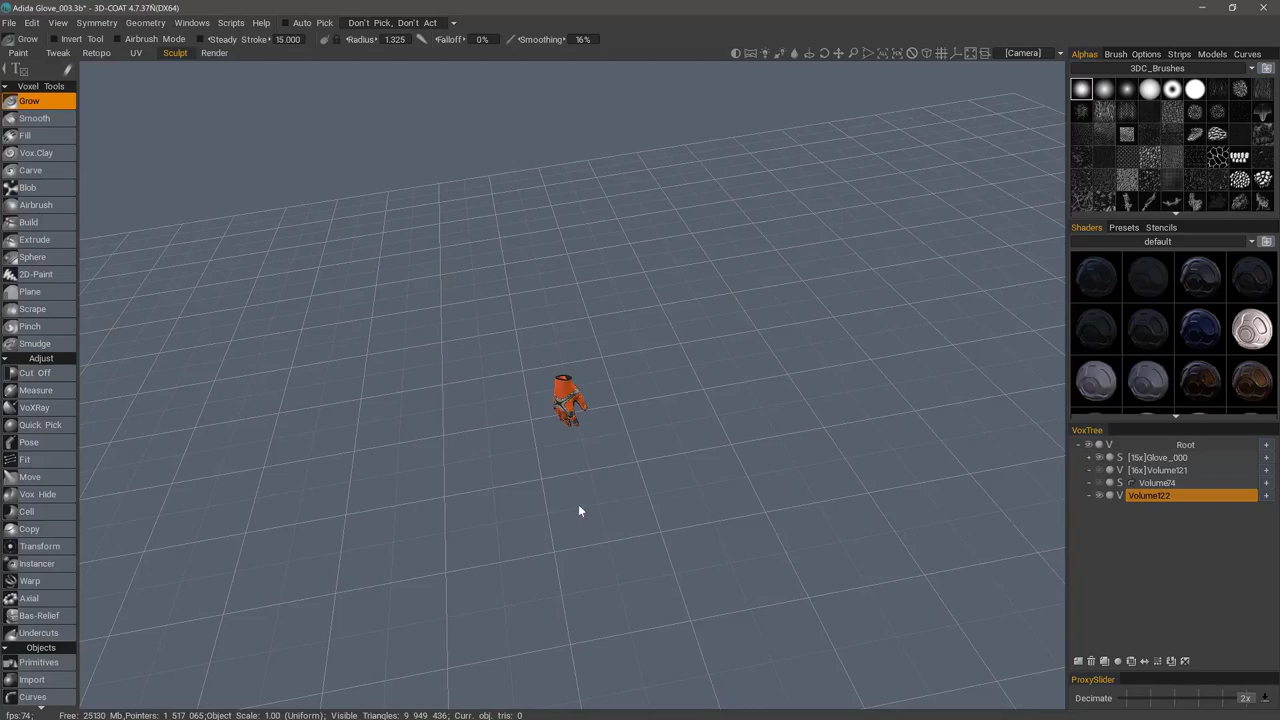 Adida Glove_003.3b* - 3D-COAT 4.7.37Ñ(DX64)
File Edit View Symmetry Geometry Windows Scripts Help Auto Pick Don't Pick, Don't Act
Grow Insert Tool Airbrush Mode Steady Stroke 15.000 Radius 1.325 Falloff 0% Smoothing 16%
Paint Tweak Retopo UV Sculpt Render [Camera]
Voxel Tools
Grow
Smooth
Fill
Vox.Clay
Carve
Blob
Airbrush
Build
Extrude
Sphere
2D-Paint
Plane
Scrape
Pinch
Smudge
Adjust
Cut Off
Measure
VoXRay
Quick Pick
Pose
Fit
Move
Vox Hide
Cell
Copy
Transform
Instancer
Warp
Axial
Bas-Relief
Undercuts
Objects
Primitives
Import
Curves
Alphas Brush Options Strips Models Curves
3DC_Brushes
Shaders Presets Stencils
default
VoxTree
V Root +
S [15x]Glove_000 +
V [16x]Volume121 +
S Volume74 +
V Volume122 +
ProxySlider
Decimate 2x
fps:74; Free: 25130 Mb,Pointers: 1 517 065;Object Scale: 1.00 (Uniform), Visible Triangles: 9 949 436; Curr. obj. tris: 0